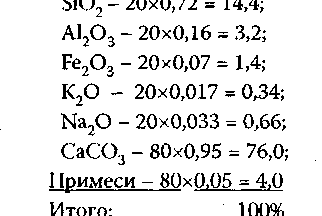 SiO₂ – 20×0,72 = 14,4;
Al₂O₃ – 20×0,16 = 3,2;
Fe₂O₃ – 20×0,07 = 1,4;
K₂O – 20×0,017 = 0,34;
Na₂O – 20×0,033 = 0,66;
CaCO₃ – 80×0,95 = 76,0;
Примеси – 80×0,05 = 4,0
Итого: 100%